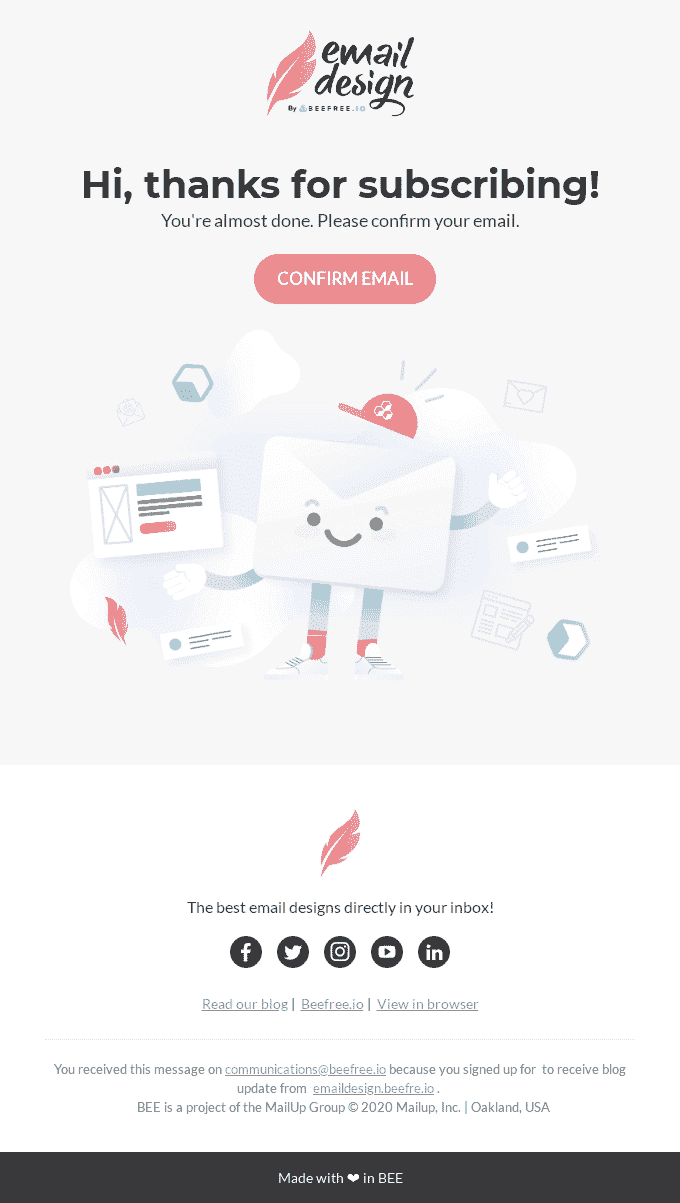 email
design
By BEEFREE.IO
Hi, thanks for subscribing!
You're almost done. Please confirm your email.
CONFIRM EMAIL
The best email designs directly in your inbox!
Read our blog | Beefree.io | View in browser
You received this message on communications@beefree.io because you signed up for to receive blog
update from emaildesign.beefre.io .
BEE is a project of the MailUp Group © 2020 Mailup, Inc. | Oakland, USA
Made with ❤ in BEE